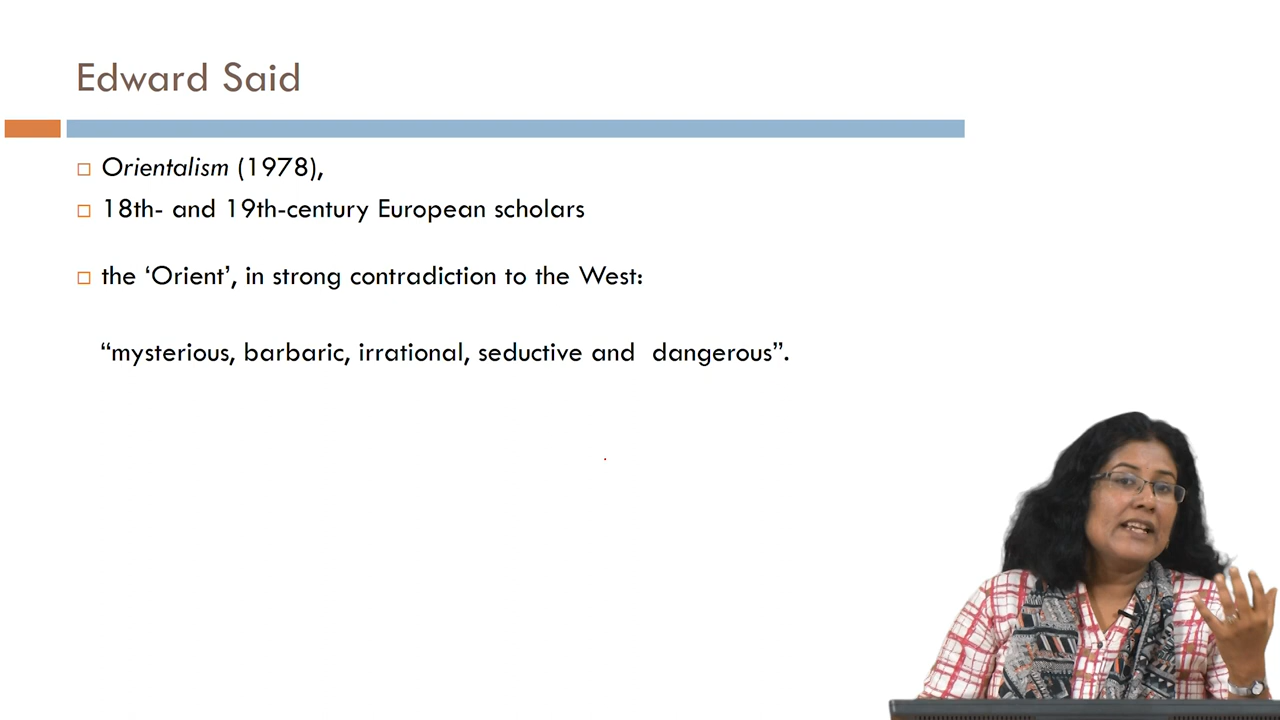 Edward Said
Orientalism (1978),
18th- and 19th-century European scholars
the ‘Orient’, in strong contradiction to the West:
“mysterious, barbaric, irrational, seductive and dangerous”.